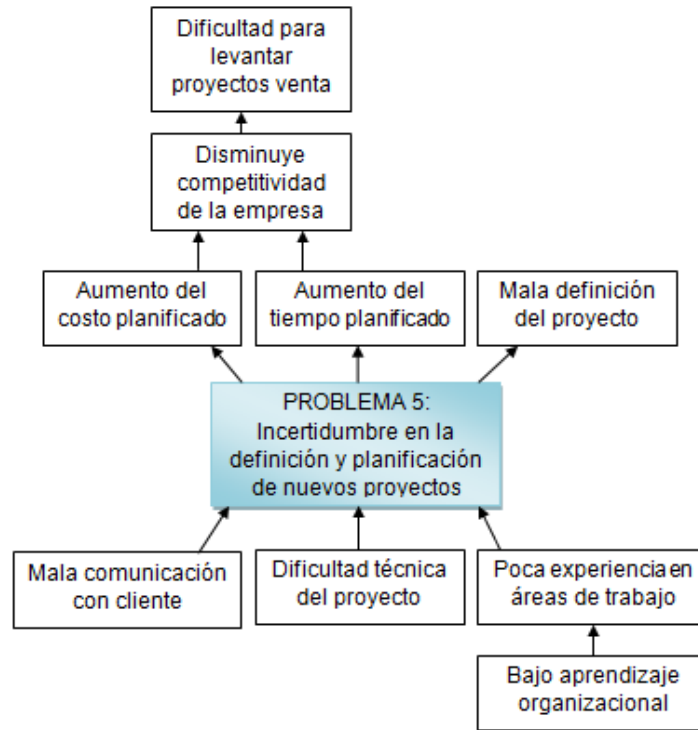 Dificultad para
levantar
proyectos venta
Disminuye
competitividad
de la empresa
Aumento del
costo planificado
Aumento del
tiempo planificado
Mala definición
del proyecto
PROBLEMA 5:
Incertidumbre en la
definición y planificación
de nuevos proyectos
Mala comunicación
con cliente
Dificultad técnica
del proyecto
Poca experiencia en
áreas de trabajo
Bajo aprendizaje
organizacional